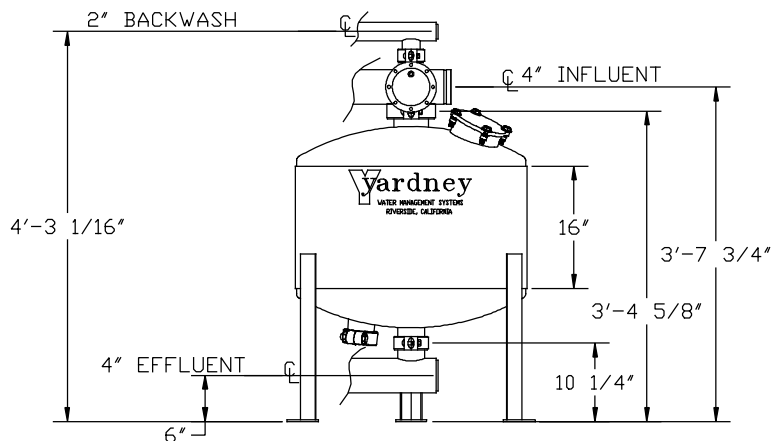 2″ BACKWASH
℄
℄ 4″ INFLUENT
Yardney
WATER MANAGEMENT SYSTEMS
RIVERSIDE, CALIFORNIA
4′-3 1/16″
16″
3′-7 3/4″
3′-4 5/8″
4″ EFFLUENT ℄
10 1/4″
6″